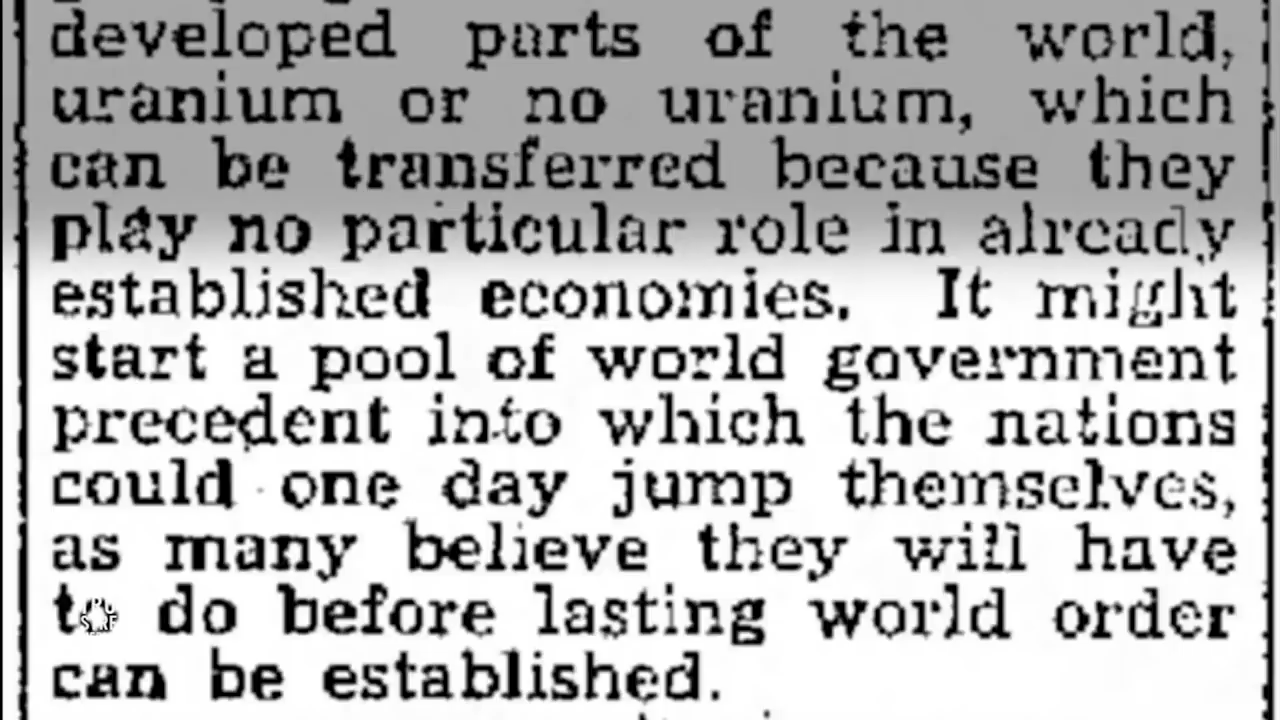 developed parts of the world,
uranium or no uranium, which
can be transferred because they
play no particular role in already
established economies. It might
start a pool of world government
precedent into which the nations
could one day jump themselves,
as many believe they will have
to do before lasting world order
can be established.